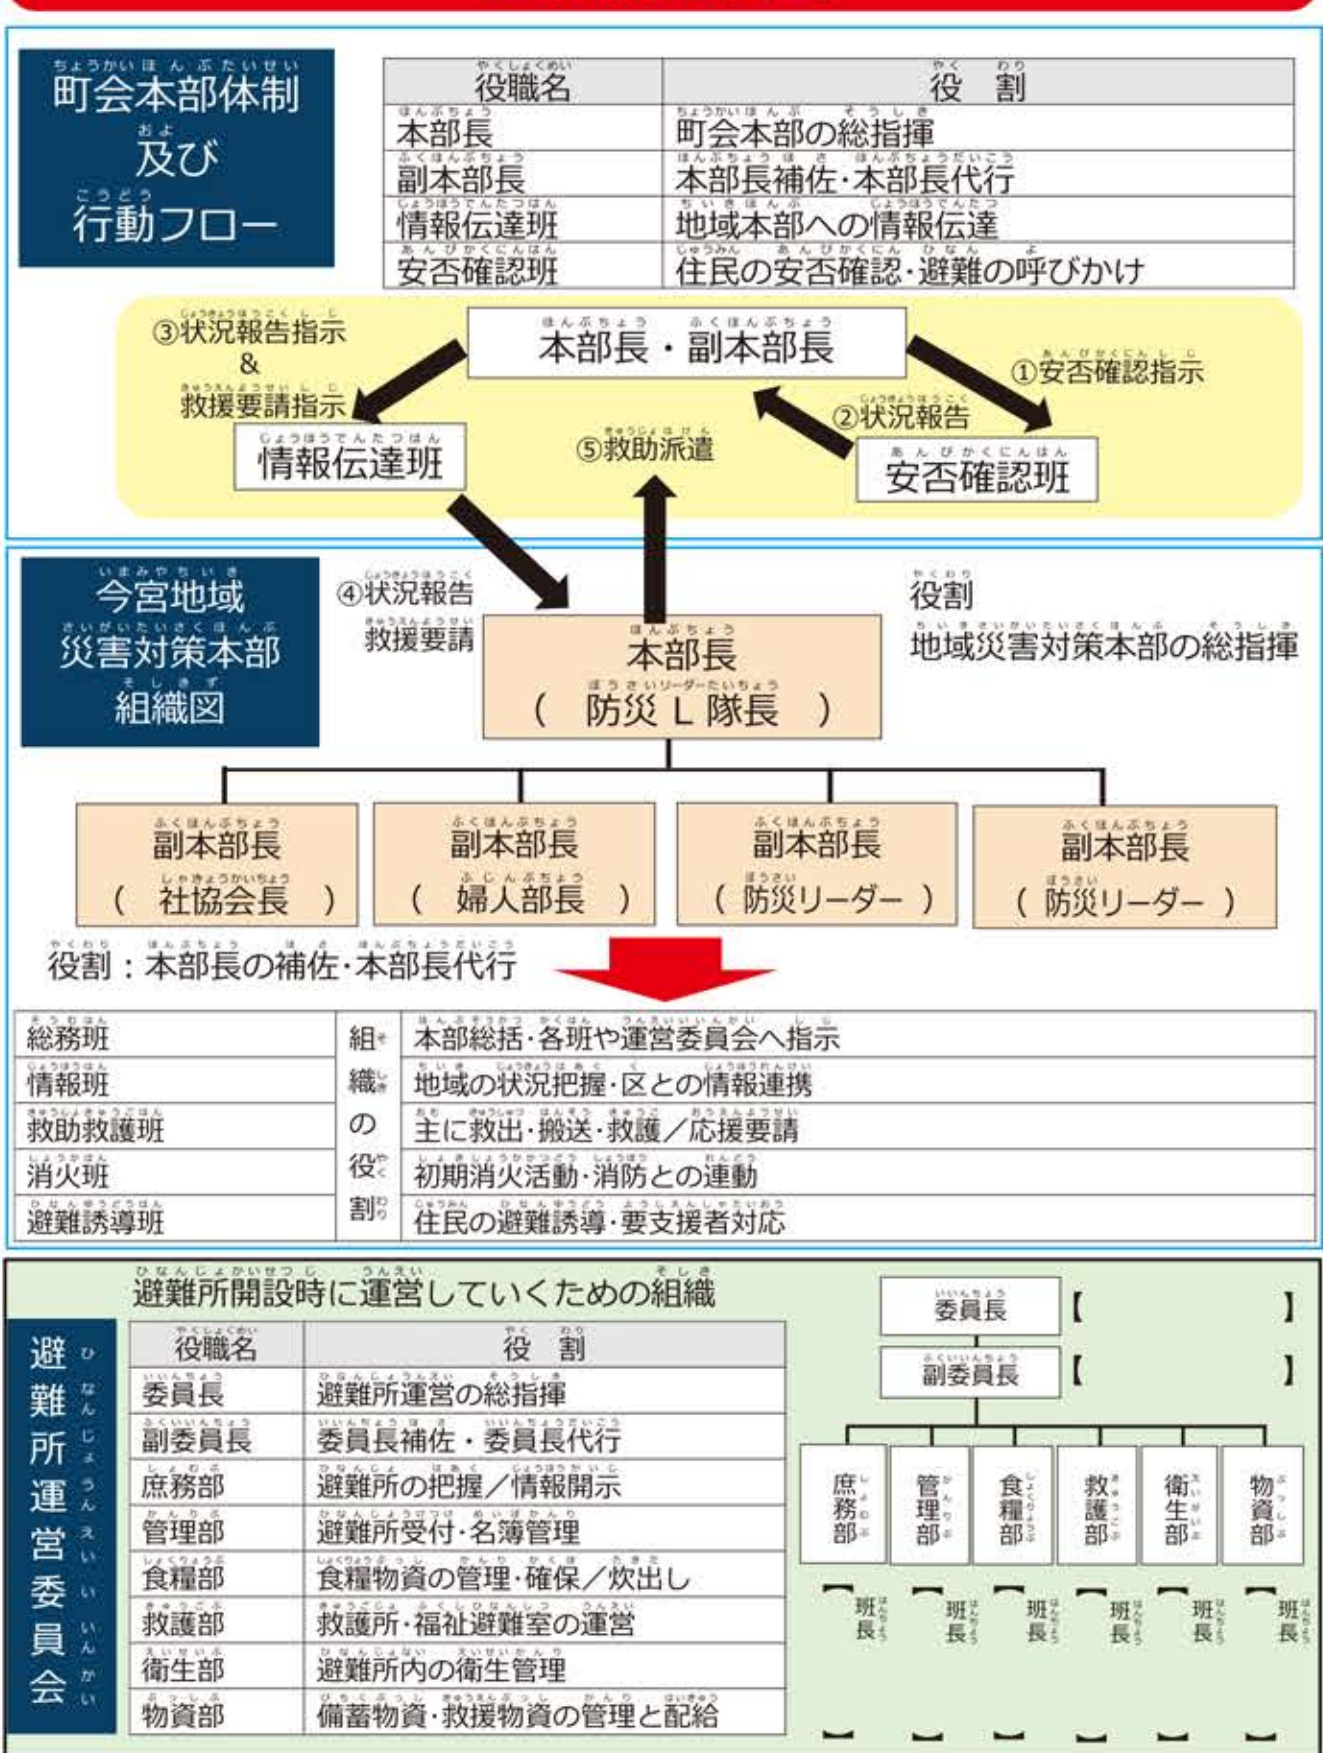 町会本部体制
及び
行動フロー
役職名 役割
本部長 町会本部の総指揮
副本部長 本部長補佐・本部長代行
情報伝達班 地域本部への情報伝達
安否確認班 住民の安否確認・避難の呼びかけ
③状況報告指示
&
救援要請指示
本部長・副本部長
①安否確認指示
②状況報告
⑤救助派遣
情報伝達班
安否確認班
今宮地域
災害対策本部
組織図
④状況報告
救援要請
本部長
(防災L隊長)
役割
地域災害対策本部の総指揮
副本部長
(社協会長)
副本部長
(婦人部長)
副本部長
(防災リーダー)
副本部長
(防災リーダー)
役割:本部長の補佐・本部長代行
組織の役割
総務班 本部総括・各班や運営委員会へ指示
情報班 地域の状況把握・区との情報連携
救助救護班 主に救出・搬送・救護/応援要請
消火班 初期消火活動・消防との連動
避難誘導班 住民の避難誘導・要支援者対応
避難所開設時に運営していくための組織
避難所運営委員会
役職名 役割
委員長 避難所運営の総指揮
副委員長 委員長補佐・委員長代行
庶務部 避難所の把握/情報開示
管理部 避難所受付・名簿管理
食糧部 食糧物資の管理・確保/炊出し
救護部 救護所・福祉避難室の運営
衛生部 避難所内の衛生管理
物資部 備蓄物資・救援物資の管理と配給
委員長【 】
副委員長【 】
庶務部
管理部
食糧部
救護部
衛生部
物資部
【班長 】
【班長 】
【班長 】
【班長 】
【班長 】
【班長 】